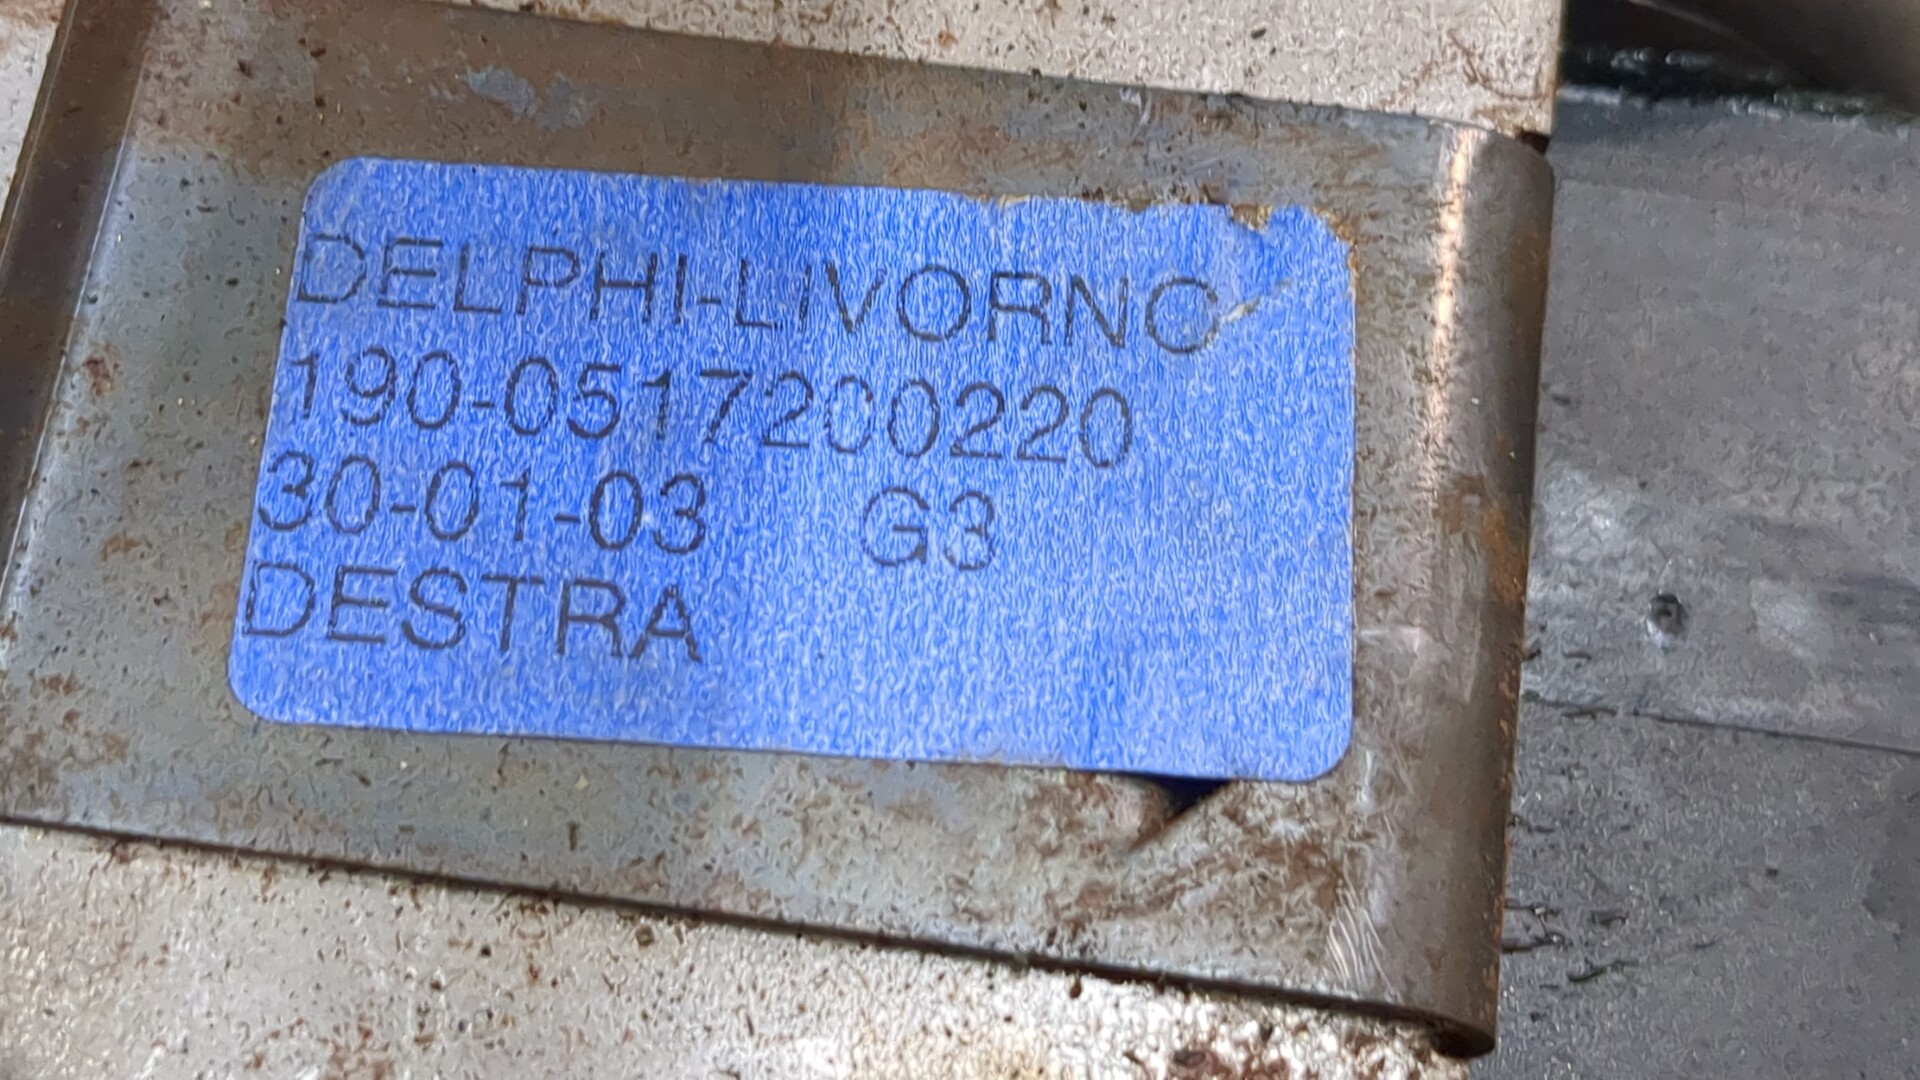 DELPHI-LIVORNO
190-0517200220
30-01-03 G3
DESTRA